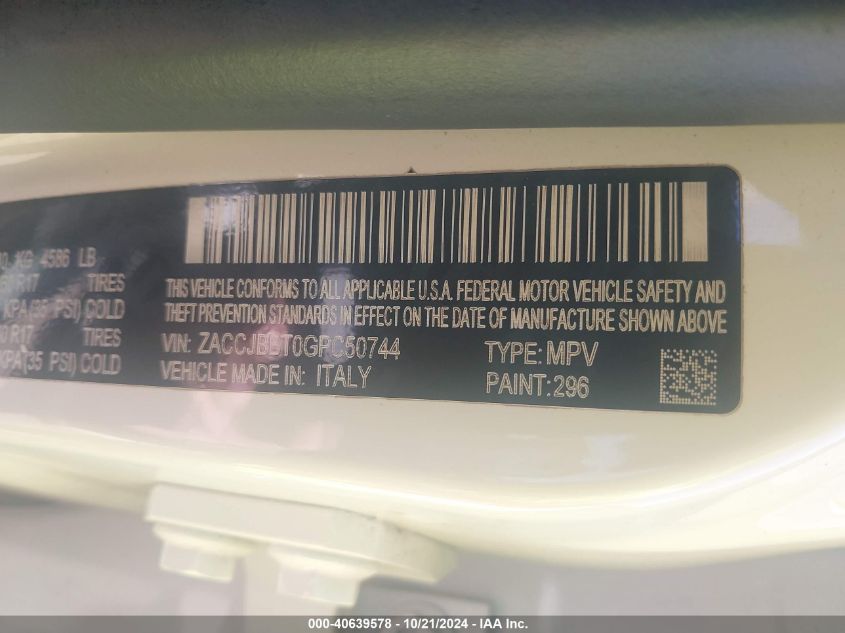 KG 4586 LB
R17 TIRES
KPA(35 PSI) COLD
R17 TIRES
KPA(35 PSI) COLD
THIS VEHICLE CONFORMS TO ALL APPLICABLE U.S.A. FEDERAL MOTOR VEHICLE SAFETY AND
THEFT PREVENTION STANDARDS IN EFFECT ON THE DATE OF MANUFACTURE SHOWN ABOVE
VIN: ZACCJBBT0GPC50744 TYPE: MPV
VEHICLE MADE IN: ITALY PAINT:296
000-40639578 - 10/21/2024 - IAA Inc.